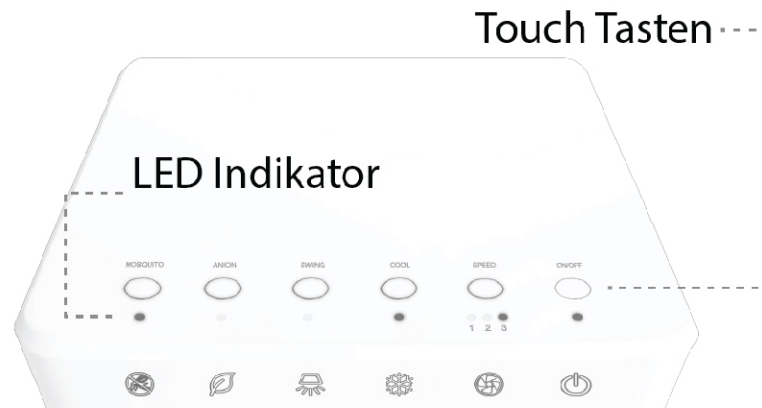 Touch Tasten
LED Indikator
MOSQUITO ANION SWING COOL SPEED ON/OFF
1 2 3